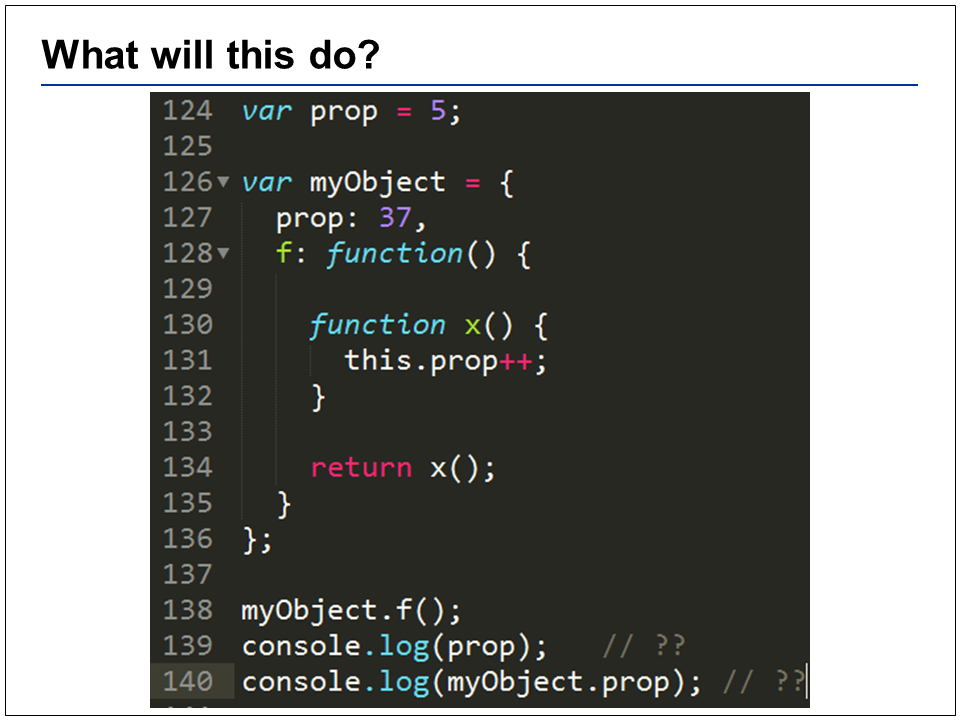 What will this do?
124 var prop = 5;
125
126 var myObject = {
127 prop: 37,
128 f: function() {
129
130 function x() {
131 this.prop++;
132 }
133
134 return x();
135 }
136 };
137
138 myObject.f();
139 console.log(prop); // ??
140 console.log(myObject.prop); // ??